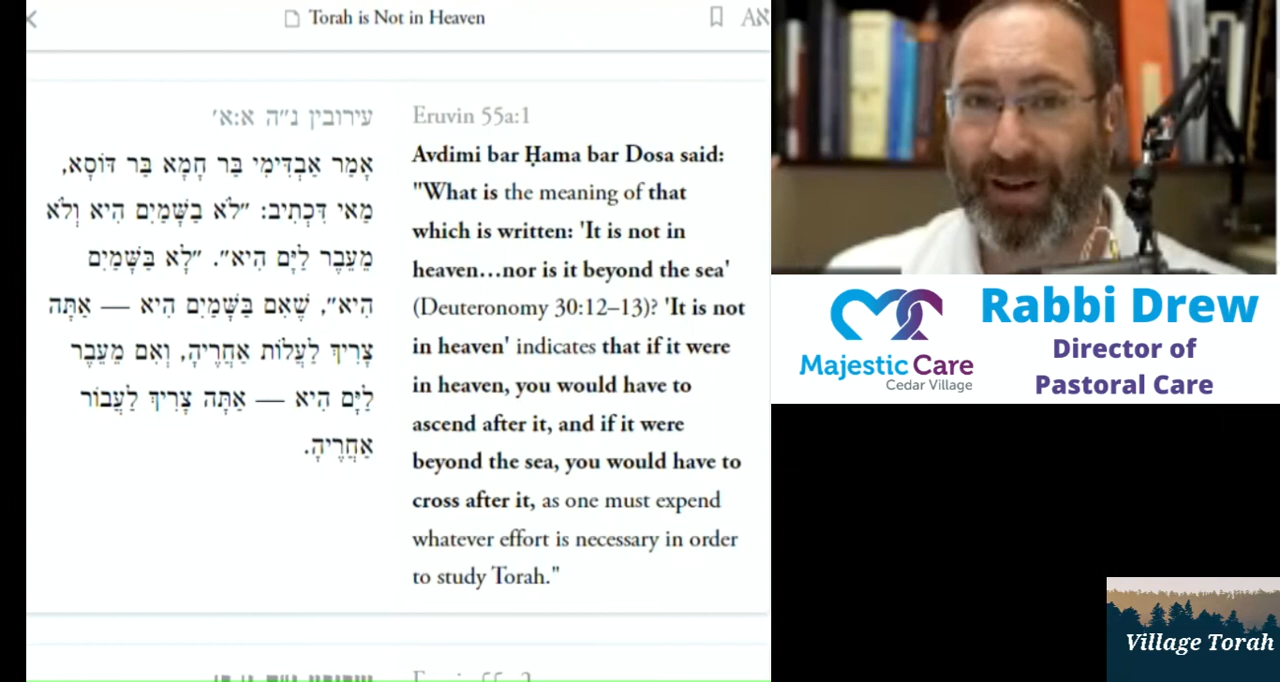 Torah is Not in Heaven
Aא
עירובין נ״ה א:א׳
אָמַר אַבְדִּימִי בַּר חָמָא בַּר דּוֹסָא,
מַאי דִּכְתִיב: ״לֹא בַשָּׁמַיִם הִיא וְלֹא
מֵעֵבֶר לַיָּם הִיא״. ״לָא בַּשָּׁמַיִם
הִיא״, שֶׁאִם בַּשָּׁמַיִם הִיא — אַתָּה
צָרִיךְ לַעֲלוֹת אַחֲרֶיהָ, וְאִם מֵעֵבֶר
לַיָּם הִיא — אַתָּה צָרִיךְ לַעֲבוֹר
אַחֲרֶיהָ.
Eruvin 55a:1
Avdimi bar Ḥama bar Dosa said:
"What is the meaning of that
which is written: 'It is not in
heaven…nor is it beyond the sea'
(Deuteronomy 30:12–13)? 'It is not
in heaven' indicates that if it were
in heaven, you would have to
ascend after it, and if it were
beyond the sea, you would have to
cross after it, as one must expend
whatever effort is necessary in order
to study Torah."
Majestic Care
Cedar Village
Rabbi Drew
Director of
Pastoral Care
Village Torah